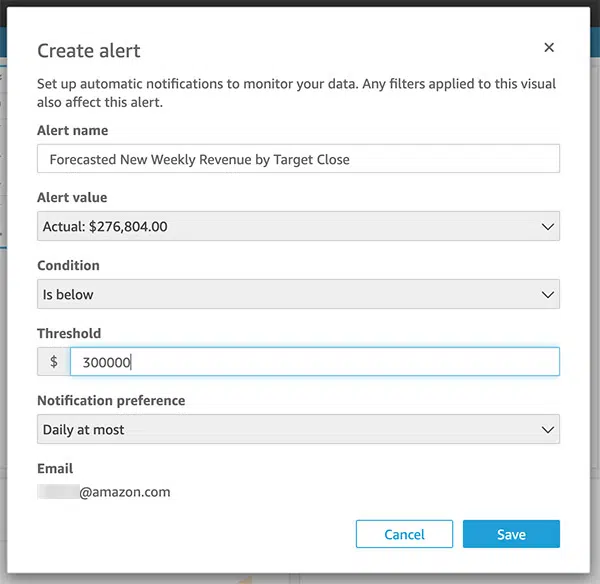 Create alert
Set up automatic notifications to monitor your data. Any filters applied to this visual
also affect this alert.
Alert name
Forecasted New Weekly Revenue by Target Close
Alert value
Actual: $276,804.00
Condition
Is below
Threshold
$ 300000
Notification preference
Daily at most
Email
@amazon.com
Cancel Save